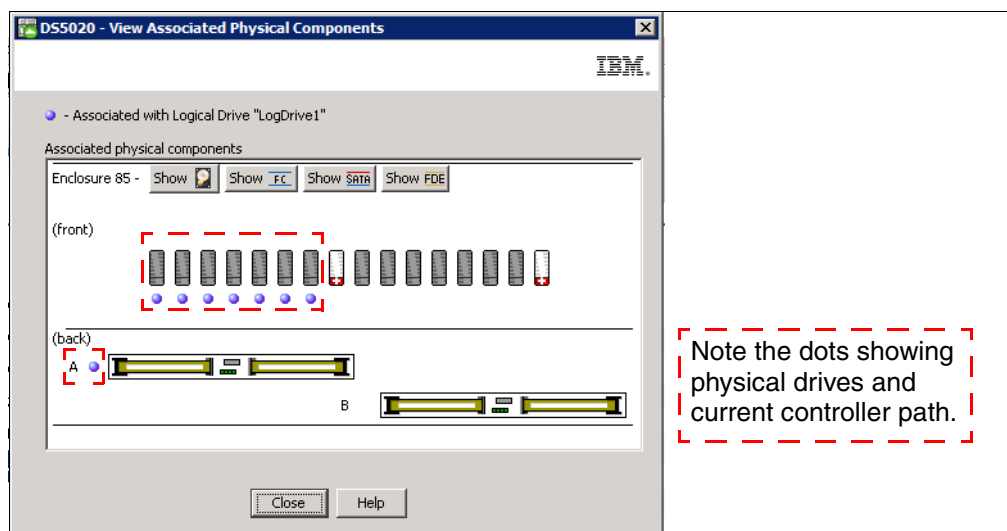 DS5020 - View Associated Physical Components
IBM.
- Associated with Logical Drive "LogDrive1"
Associated physical components
Enclosure 85 - Show Show FC Show SATA Show FDE
(front)
(back)
A
B
Note the dots showing
physical drives and
current controller path.
Close Help